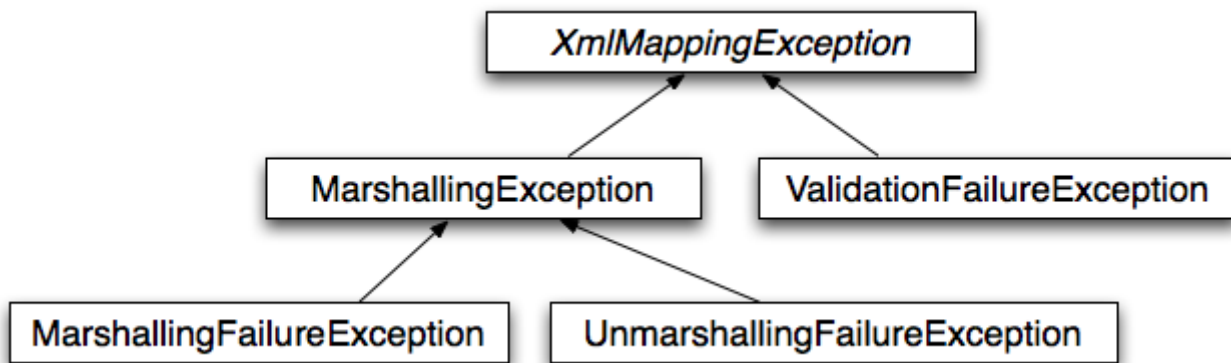 XmlMappingException
MarshallingException
ValidationFailureException
MarshallingFailureException
UnmarshallingFailureException